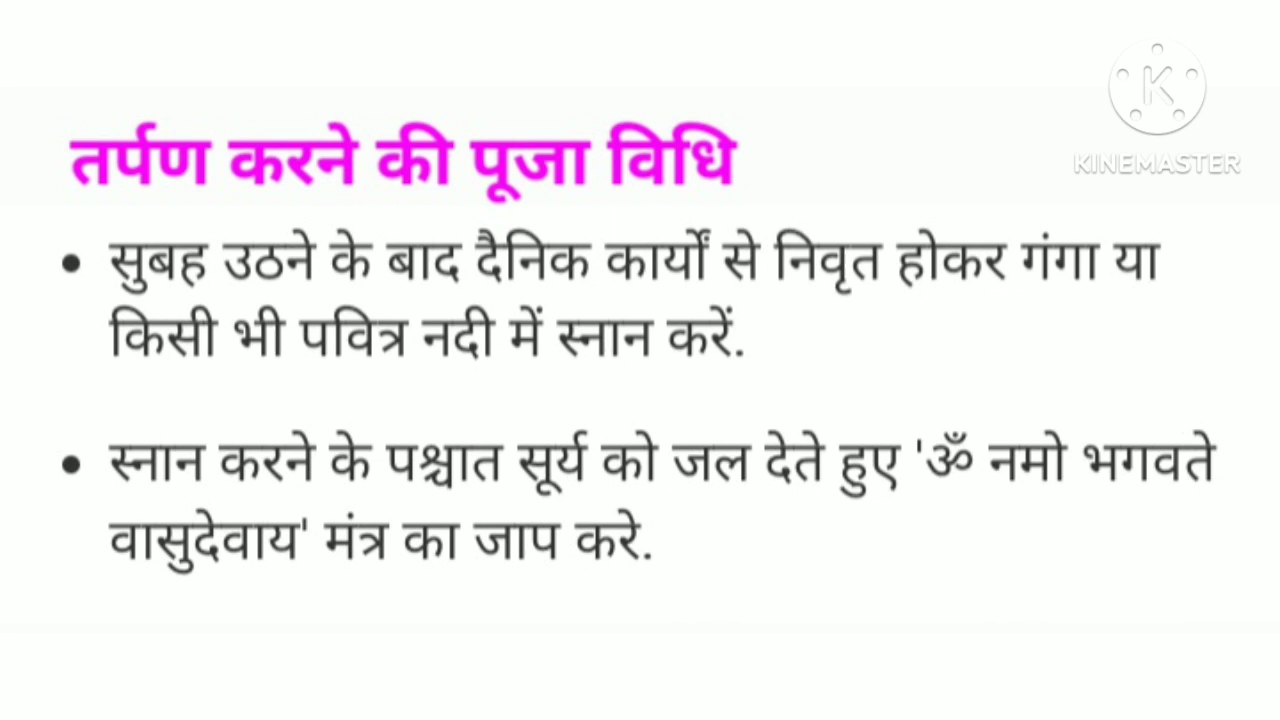 KINEMASTER
तर्पण करने की पूजा विधि
• सुबह उठने के बाद दैनिक कार्यों से निवृत होकर गंगा या
किसी भी पवित्र नदी में स्नान करें.
• स्नान करने के पश्चात सूर्य को जल देते हुए 'ॐ नमो भगवते
वासुदेवाय' मंत्र का जाप करे.